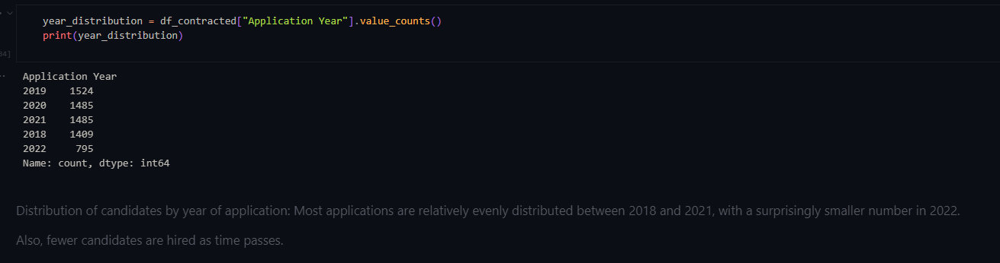 year_distribution = df_contracted["Application Year"].value_counts()
print(year_distribution)
Application Year
2019    1524
2020    1485
2021    1485
2018    1409
2022     795
Name: count, dtype: int64
Distribution of candidates by year of application: Most applications are relatively evenly distributed between 2018 and 2021, with a surprisingly smaller number in 2022.
Also, fewer candidates are hired as time passes.